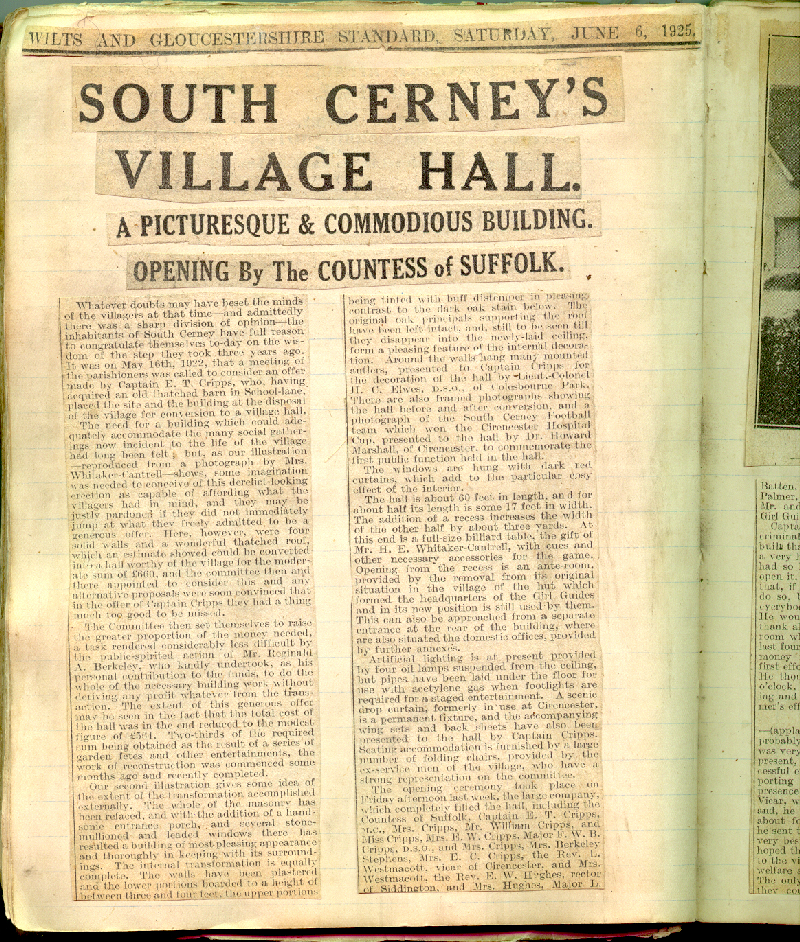 WILTS AND GLOUCESTERSHIRE STANDARD, SATURDAY, JUNE 6, 1925.
SOUTH CERNEY'S
VILLAGE HALL.
A PICTURESQUE & COMMODIOUS BUILDING.
OPENING By The COUNTESS of SUFFOLK.
Whatever doubts may have beset the minds
of the villagers at that time—and admittedly
there was a sharp division of opinion—the
inhabitants of South Cerney have full reason
to congratulate themselves to-day on the wis-
dom of the step they took three years ago.
It was on May 16th, 1922, that a meeting of
the parishioners was called to consider an offer
made by Captain E. T. Cripps, who, having
acquired an old thatched barn in School-lane,
placed the site and the building at the disposal
of the village for conversion to a village hall.
The need for a building which could ade-
quately accommodate the many social gather-
ings now incident to the life of the village
had long been felt; but, as our illustration
—reproduced from a photograph by Mrs.
Whitaker-Cantrell—shows, some imagination
was needed to conceive of this derelict-looking
erection as capable of affording what the
villagers had in mind, and they may be
justly pardoned if they did not immediately
jump at what they freely admitted to be a
generous offer. Here, however, were four
solid walls and a wonderful thatched roof,
which an estimate showed could be converted
into a hall worthy of the village for the moder-
ate sum of £660, and the committee then and
there appointed to consider this and any
alternative proposals were soon convinced that
in the offer of Captain Cripps they had a thing
much too good to be missed.
The Committee then set themselves to raise
the greater proportion of the money needed,
a task rendered considerably less difficult by
the public-spirited action of Mr. Reginald
A. Berkeley, who kindly undertook, as his
personal contribution to the funds, to do the
whole of the necessary building work without
deriving any profit whatever from the trans-
action. The extent of this generous offer
may be seen in the fact that the total cost of
the hall was in the end reduced to the modest
figure of Two-thirds of the required
sum being obtained as the result of a series of
garden fetes and other entertainments, the
work of reconstruction was commenced some
months ago and recently completed.
Our second illustration gives some idea of
the extent of the transformation accomplished
externally. The whole of the masonry has
been refaced, and with the addition of a hand-
some entrance porch, and several stone-
mullioned and leaded windows there has
resulted a building of most pleasing appearance
and thoroughly in keeping with its surround-
ings. The internal transformation is equally
complete. The walls have been plastered
and the lower portions boarded to a height of
between three and four feet, the upper portions
being tinted with buff distemper in pleasing
contrast to the dark oak stain below. The
original oak principals supporting the roof
have been left intact, and, still to be seen till
they disappear into the newly-laid ceiling,
form a pleasing feature of the internal decora-
tion. Around the walls hang many mounted
antlers, presented to Captain Cripps for
the decoration of the hall by Lieut.-Colonel
H. C. Elwes, D.S.O., of Colesbourne Park.
There are also framed photographs showing
the hall before and after conversion, and a
photograph of the South Cerney Football
team which won the Cirencester Hospital
Cup, presented to the hall by Dr. Howard
Marshall, of Cirencester, to commemorate the
first public function held in the hall.
The windows are hung with dark red
curtains, which add to the particular cosy
effect of the interior.
The hall is about 60 feet in length, and for
about half its length is some 17 feet in width.
The addition of a recess increases the width
of the other half by about three yards. At
this end is a full-size billiard table, the gift of
Mr. H. E. Whitaker-Cantrell, with cues and
other necessary accessories for the game.
Opening from the recess is an ante-room,
provided by the removal from its original
situation in the village of the hut which
formed the headquarters of the Girl Guides
and in its new position is still used by them.
This can also be approached from a separate
entrance at the rear of the building, where
are also situated the domestic offices, provided
by further annexes.
Artificial lighting is at present provided
by four oil lamps suspended from the ceiling,
but pipes have been laid under the floor for
use with acetylene gas when footlights are
required for a staged entertainment. A scenic
drop curtain, formerly in use at Cirencester,
is a permanent fixture, and the accompanying
wing sets and back sheets have also been
presented to the hall by Captain Cripps.
Seating accommodation is furnished by a large
number of folding chairs, provided by the
ex-service men of the village, who have a
strong representation on the committee.
The opening ceremony took place on
Friday afternoon last week, the large company,
which completely filled the hall, including the
Countess of Suffolk, Captain E. T. Cripps,
Mrs. Cripps, Mr. William Cripps, and
Miss Cripps, Mrs. E. W. Cripps, Major F. W. B.
Cripps, D.S.O., and Mrs. Cripps, Mrs. Berkeley
Stephens, Mrs. E. C. Cripps, the Rev. L.
Westmacott, vicar of Cirencester, and Mrs.
Westmacott, the Rev. E. W. Hughes, rector
of Siddington, and Mrs. Hughes, Major L
Batten,
Palmer,
Mr. and
Girl Gui
Capta
criminat
built th
a very h
had so
open it.
that, if
do so, t
everybod
He wou
thank a
room wh
last four
money
first effo
He thou
o'clock,
ing and
mer's eff
—(appla
probably
was very
present,
cessful o
porting
presence
Vicar, w
and, he
about fo
he sent t
very bes
hoped th
to the vi
welfare
The only
they co